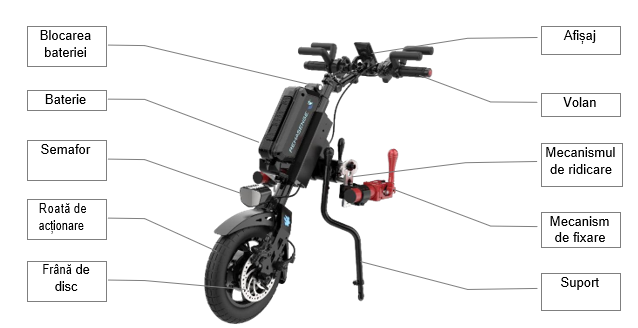 Blocarea
bateriei
Baterie
Semafor
Roată de
acționare
Frână de
disc
REHASENSE
Afișaj
Volan
Mecanismul
de ridicare
Mecanism
de fixare
Suport